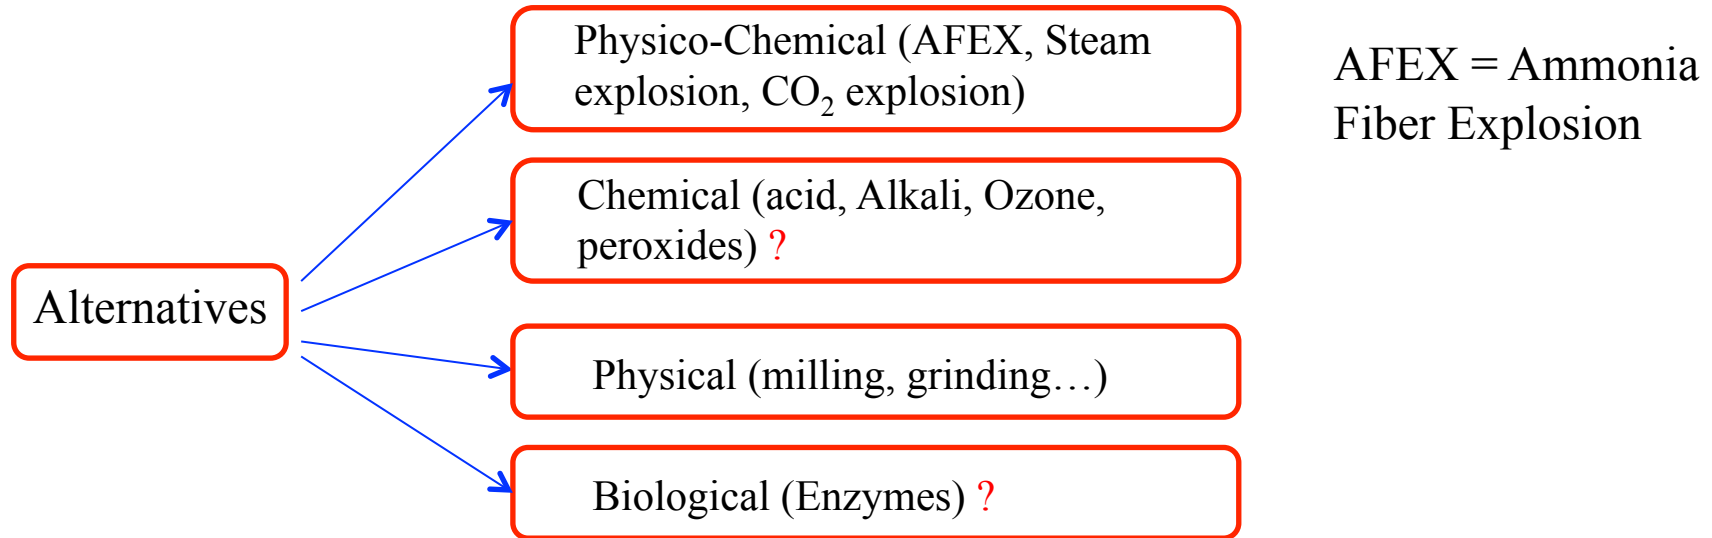 Physico-Chemical (AFEX, Steam
explosion, CO₂ explosion)
AFEX = Ammonia
Fiber Explosion
Chemical (acid, Alkali, Ozone,
peroxides) ?
Alternatives
Physical (milling, grinding…)
Biological (Enzymes) ?